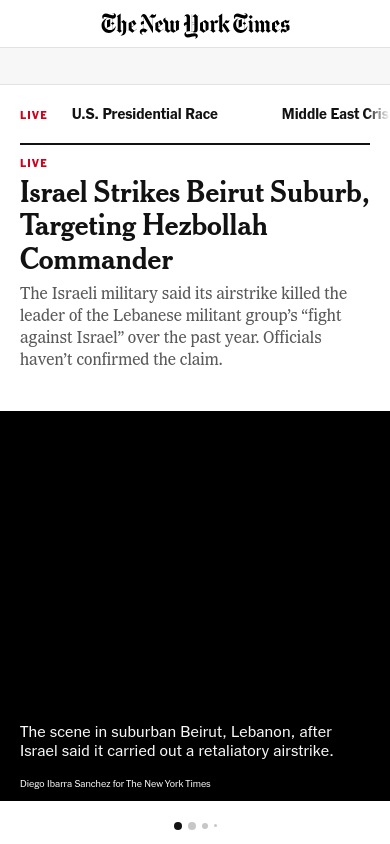 The New York Times
LIVE
U.S. Presidential Race
Middle East Cris
LIVE
Israel Strikes Beirut Suburb,
Targeting Hezbollah
Commander
The Israeli military said its airstrike killed the
leader of the Lebanese militant group’s “fight
against Israel” over the past year. Officials
haven’t confirmed the claim.
The scene in suburban Beirut, Lebanon, after
Israel said it carried out a retaliatory airstrike.
Diego Ibarra Sanchez for The New York Times